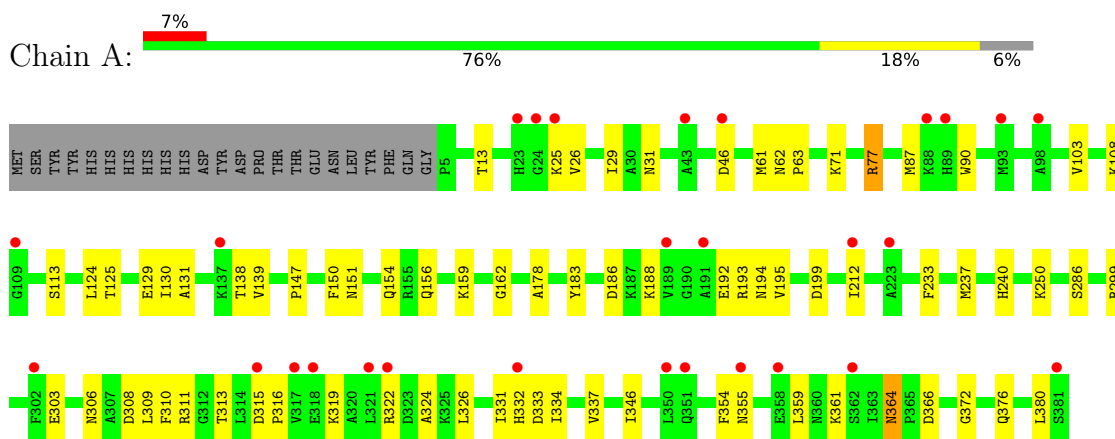 7%
Chain A:
76% 18% 6%
MET SER TYR TYR HIS HIS HIS HIS HIS HIS ASP TYR ASP PRO THR THR GLU ASN LEU TYR PHE GLN GLY P5 T13 H23 G24 K25 V26 I29 A30 N31 A43 D46 M61 N62 P63 K71 R77 M87 K88 H89 W90 M93 A98 V103 K108
G109 S113 L124 T125 E129 I130 A131 K137 T138 V139 P147 F150 N151 Q154 R155 Q156 K159 G162 A178 Y183 D186 K187 K188 V189 G190 A191 E192 R193 N194 V195 D199 I212 A223 F233 M237 H240 K250 S286
F302 E303 N306 A307 D308 L309 F310 R311 G312 T313 L314 D315 P316 V317 E318 K319 A320 L321 R322 D323 A324 K325 L326 I331 H332 D333 I334 V337 I346 L350 Q351 F354 N355 E358 L359 N360 K361 S362 I363 N364 P365 D366 G372 Q376 L380 S381